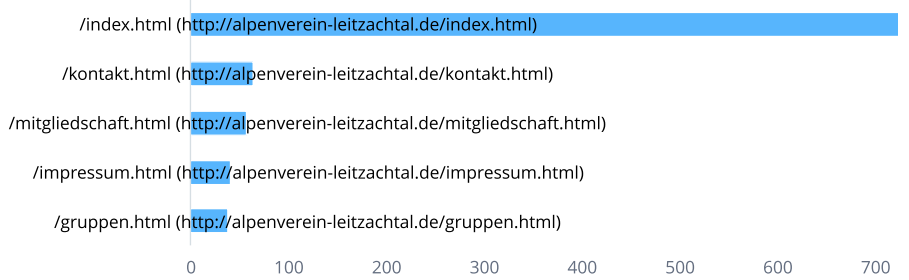 /index.html (http://alpenverein-leitzachtal.de/index.html)
/kontakt.html (http://alpenverein-leitzachtal.de/kontakt.html)
/mitgliedschaft.html (http://alpenverein-leitzachtal.de/mitgliedschaft.html)
/impressum.html (http://alpenverein-leitzachtal.de/impressum.html)
/gruppen.html (http://alpenverein-leitzachtal.de/gruppen.html)
0 100 200 300 400 500 600 700